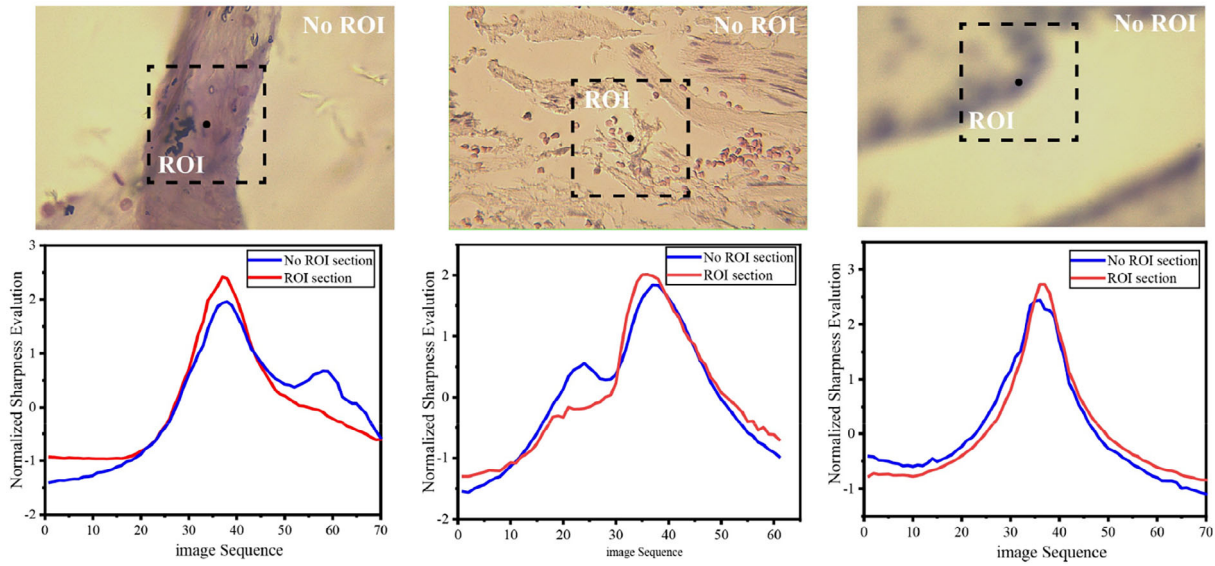 No ROI
ROI
No ROI
ROI
No ROI
ROI
3
2
1
0
-1
-2
Normalized Sharpness Evalution
No ROI section
ROI section
0 10 20 30 40 50 60 70
image Sequence
2
1
0
-1
-2
Normalized Sharpness Evalution
No ROI section
ROI section
0 10 20 30 40 50 60
image Sequence
3
2
1
0
-1
Normalized Sharpness Evalution
No ROI section
ROI section
0 10 20 30 40 50 60 70
image Sequence